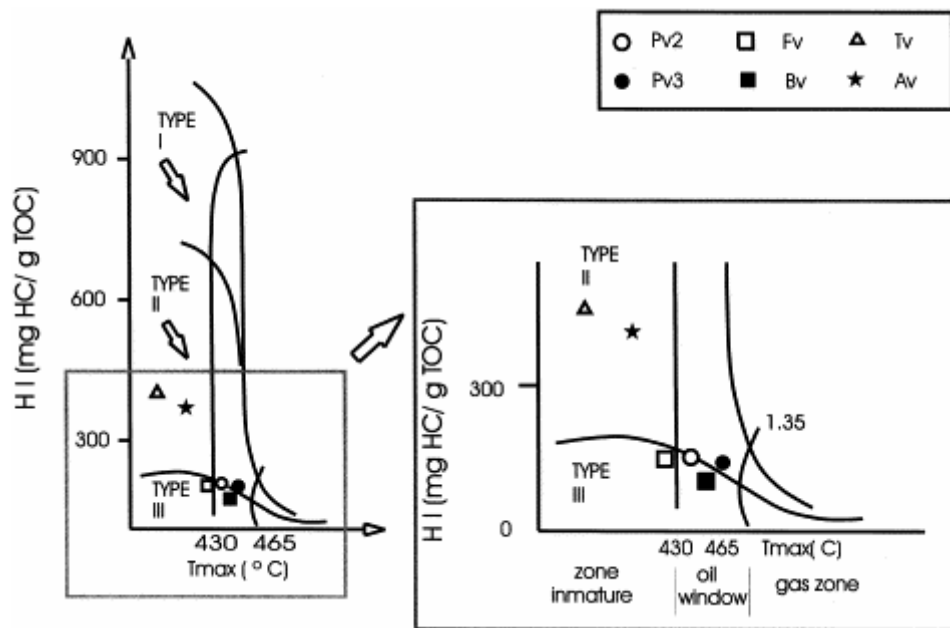 Pv2 Fv Tv
Pv3 Bv Av
H I (mg HC/ g TOC)
900
600
300
TYPE
I
TYPE
II
TYPE
III
430 465
Tmax( º C)
H I (mg HC/ g TOC)
300
0
TYPE
II
TYPE
III
1.35
430 465 Tmax( C)
zone
inmature
oil
window
gas zone